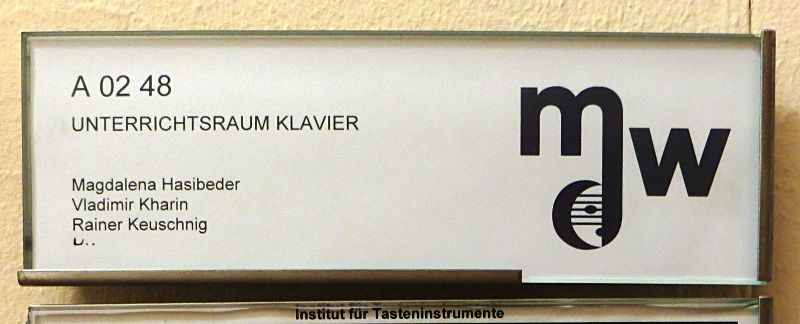 A 02 48
UNTERRICHTSRAUM KLAVIER
Magdalena Hasibeder
Vladimir Kharin
Rainer Keuschnig
mdw
Institut für Tasteninstrumente